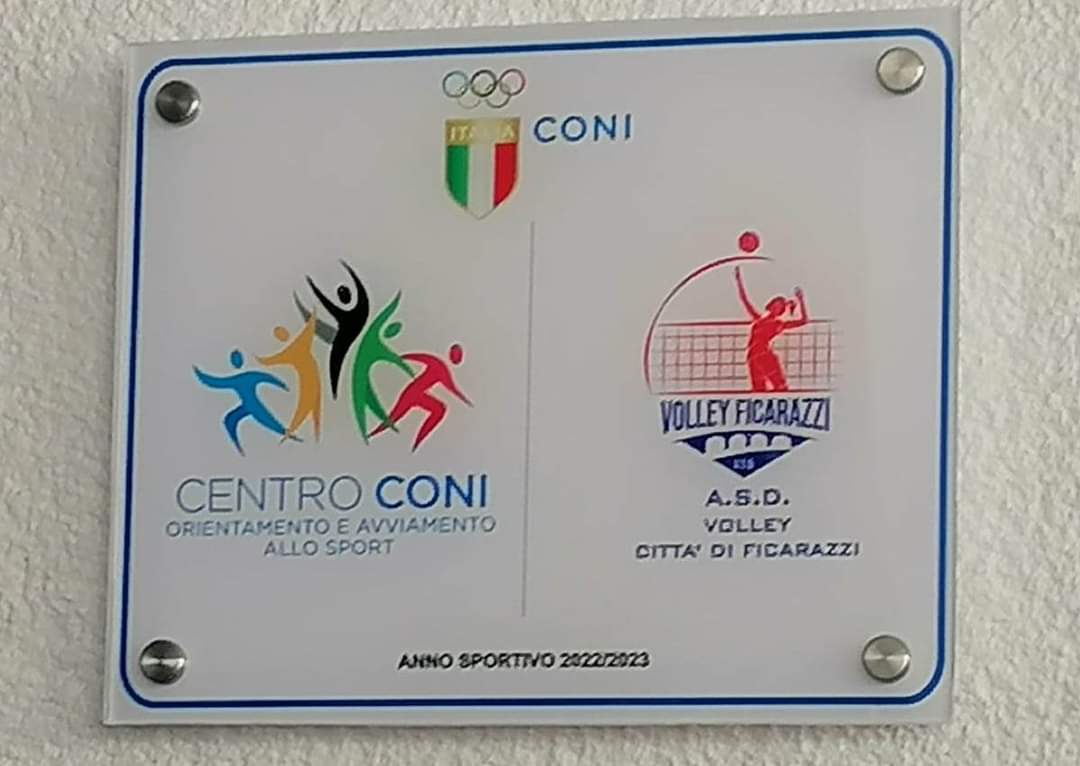 ITALIA
CONI
CENTRO CONI
ORIENTAMENTO E AVVIAMENTO
ALLO SPORT
VOLLEY FICARAZZI
A.S.D.
VOLLEY
CITTA' DI FICARAZZI
ANNO SPORTIVO 2022/2023